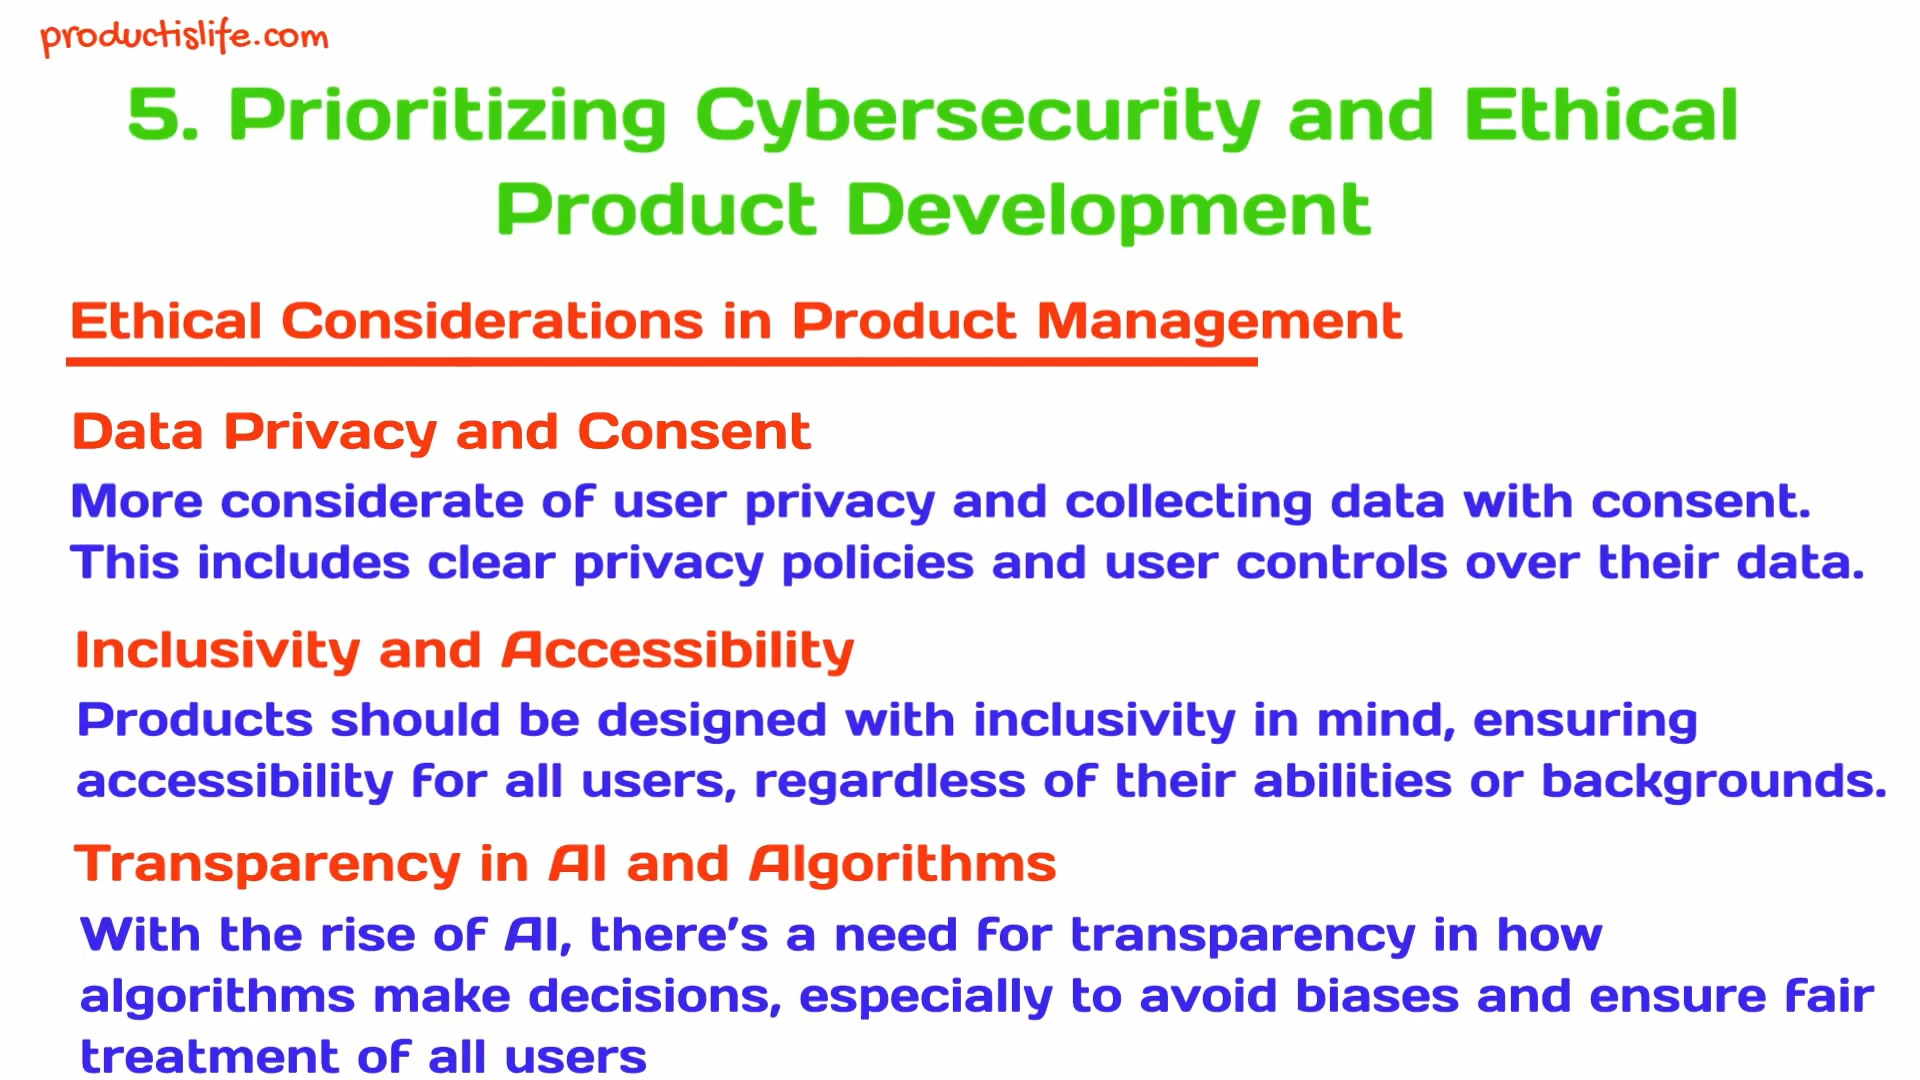 productislife.com
5. Prioritizing Cybersecurity and Ethical
Product Development
Ethical Considerations in Product Management
Data Privacy and Consent
More considerate of user privacy and collecting data with consent.
This includes clear privacy policies and user controls over their data.
Inclusivity and Accessibility
Products should be designed with inclusivity in mind, ensuring
accessibility for all users, regardless of their abilities or backgrounds.
Transparency in AI and Algorithms
With the rise of AI, there's a need for transparency in how
algorithms make decisions, especially to avoid biases and ensure fair
treatment of all users